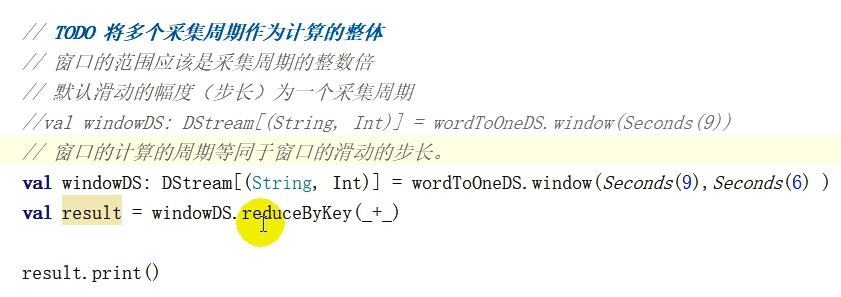 // TODO 将多个采集周期作为计算的整体
// 窗口的范围应该是采集周期的整数倍
// 默认滑动的幅度（步长）为一个采集周期
//val windowDS: DStream[(String, Int)] = wordToOneDS.window(Seconds(9))
// 窗口的计算的周期等同于窗口的滑动的步长。
val windowDS: DStream[(String, Int)] = wordToOneDS.window(Seconds(9),Seconds(6) )
val result = windowDS.reduceByKey(_+_)
result.print()